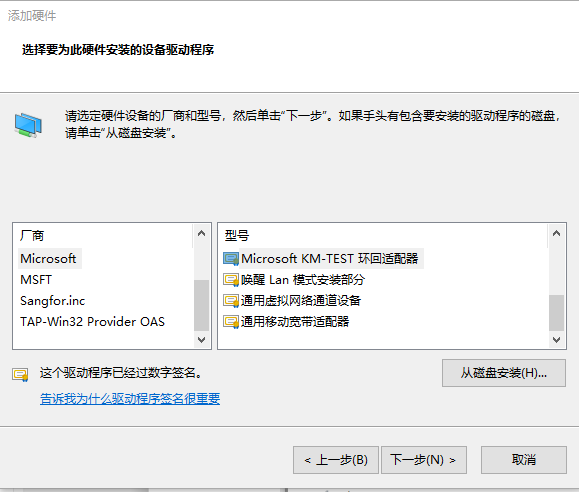 添加硬件
选择要为此硬件安装的设备驱动程序
请选定硬件设备的厂商和型号，然后单击“下一步”。如果手头有包含要安装的驱动程序的磁盘，
请单击“从磁盘安装”。
厂商
Microsoft
MSFT
Sangfor.inc
TAP-Win32 Provider OAS
型号
Microsoft KM-TEST 环回适配器
唤醒 Lan 模式安装部分
通用虚拟网络通道设备
通用移动宽带适配器
这个驱动程序已经过数字签名。
告诉我为什么驱动程序签名很重要
从磁盘安装(H)...
< 上一步(B)
下一步(N) >
取消